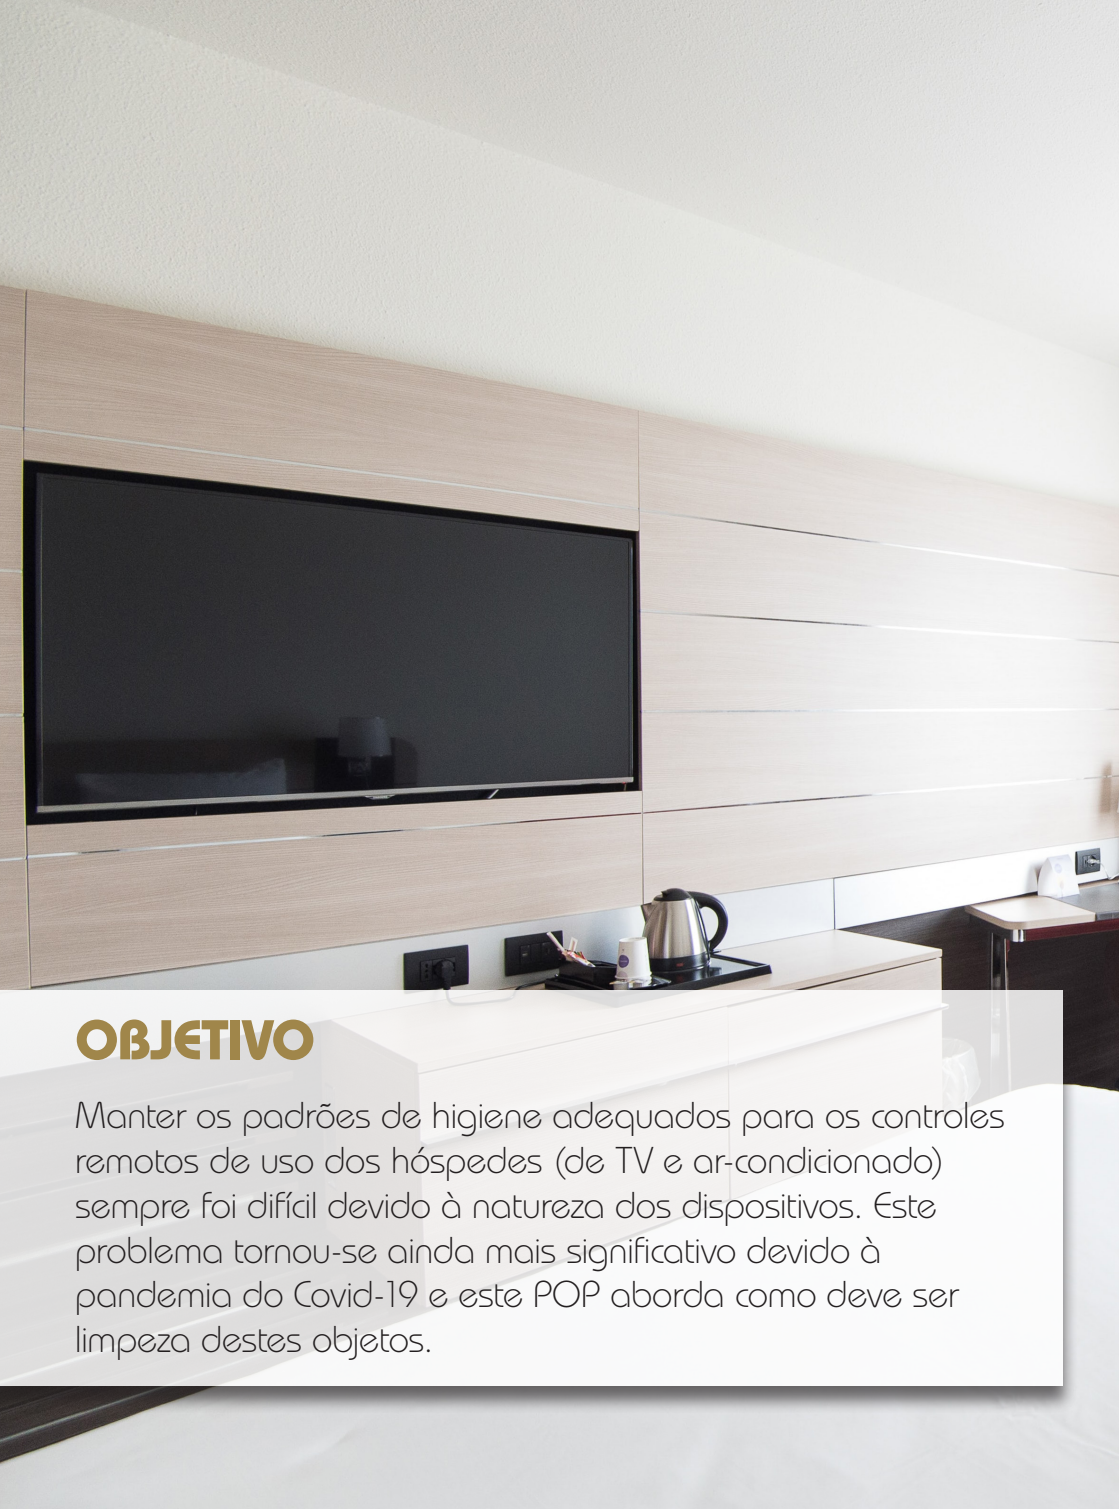 OBJETIVO
Manter os padrões de higiene adequados para os controles
remotos de uso dos hóspedes (de TV e ar-condicionado)
sempre foi difícil devido à natureza dos dispositivos. Este
problema tornou-se ainda mais significativo devido à
pandemia do Covid-19 e este POP aborda como deve ser
limpeza destes objetos.